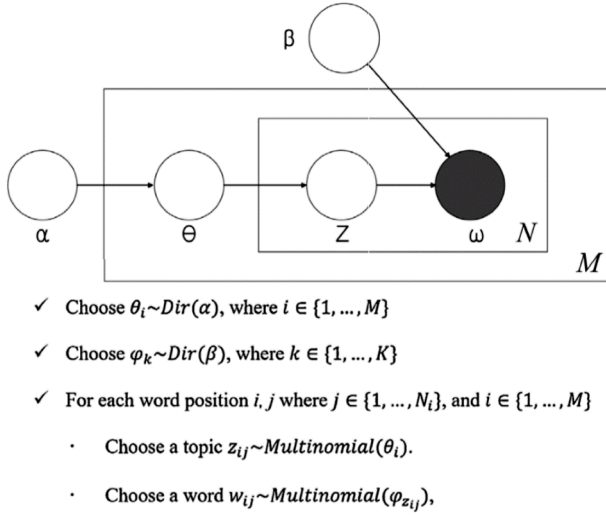 β
α
θ
Z
ω
N
M
✓ Choose θᵢ~Dir(α), where i ∈ {1, ..., M}
✓ Choose φₖ~Dir(β), where k ∈ {1, ..., K}
✓ For each word position i, j where j ∈ {1, ..., Nᵢ}, and i ∈ {1, ..., M}
· Choose a topic zᵢⱼ~Multinomial(θᵢ).
· Choose a word wᵢⱼ~Multinomial(φ_zᵢⱼ),